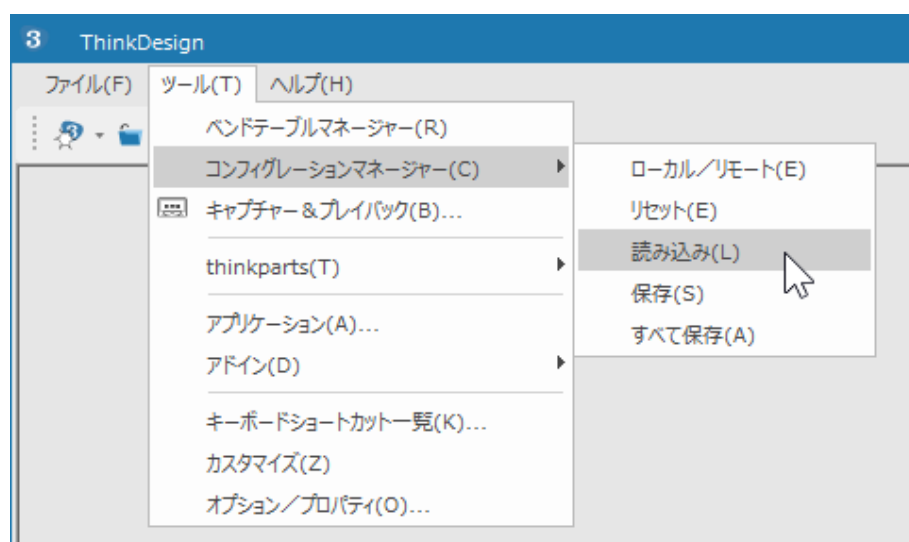 3 ThinkDesign
ファイル(F) ツール(T) ヘルプ(H)
3
ベンドテーブルマネージャー(R)
コンフィグレーションマネージャー(C)
キャプチャー＆プレイバック(B)...
thinkparts(T)
アプリケーション(A)...
アドイン(D)
キーボードショートカット一覧(K)...
カスタマイズ(Z)
オプション／プロパティ(O)...
ローカル／リモート(E)
リセット(E)
読み込み(L)
保存(S)
すべて保存(A)